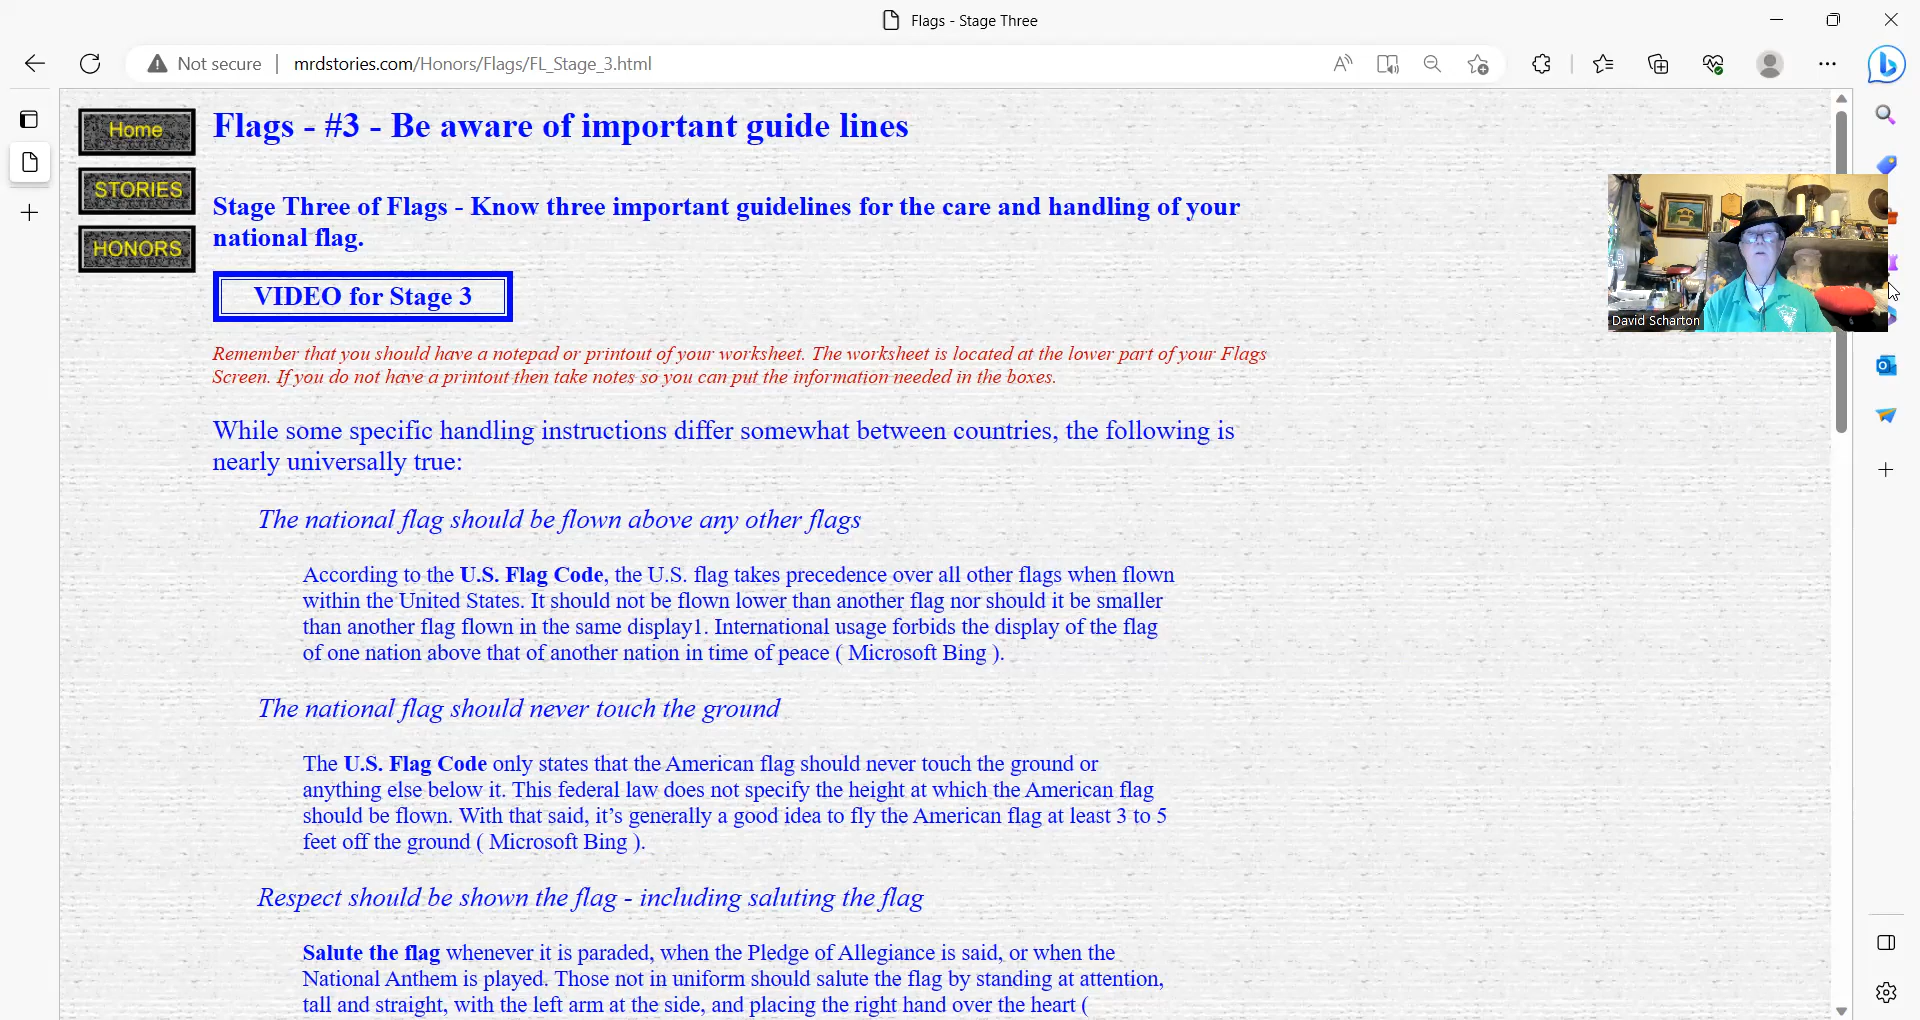 Flags - Stage Three
Not secure
mrdstories.com/Honors/Flags/FL_Stage_3.html
Home
STORIES
HONORS
Flags - #3 - Be aware of important guide lines
Stage Three of Flags - Know three important guidelines for the care and handling of your
national flag.
VIDEO for Stage 3
David Scharton
Remember that you should have a notepad or printout of your worksheet. The worksheet is located at the lower part of your Flags
Screen. If you do not have a printout then take notes so you can put the information needed in the boxes.
While some specific handling instructions differ somewhat between countries, the following is
nearly universally true:
The national flag should be flown above any other flags
According to the U.S. Flag Code, the U.S. flag takes precedence over all other flags when flown
within the United States. It should not be flown lower than another flag nor should it be smaller
than another flag flown in the same display1. International usage forbids the display of the flag
of one nation above that of another nation in time of peace ( Microsoft Bing ).
The national flag should never touch the ground
The U.S. Flag Code only states that the American flag should never touch the ground or
anything else below it. This federal law does not specify the height at which the American flag
should be flown. With that said, it’s generally a good idea to fly the American flag at least 3 to 5
feet off the ground ( Microsoft Bing ).
Respect should be shown the flag - including saluting the flag
Salute the flag whenever it is paraded, when the Pledge of Allegiance is said, or when the
National Anthem is played. Those not in uniform should salute the flag by standing at attention,
tall and straight, with the left arm at the side, and placing the right hand over the heart (